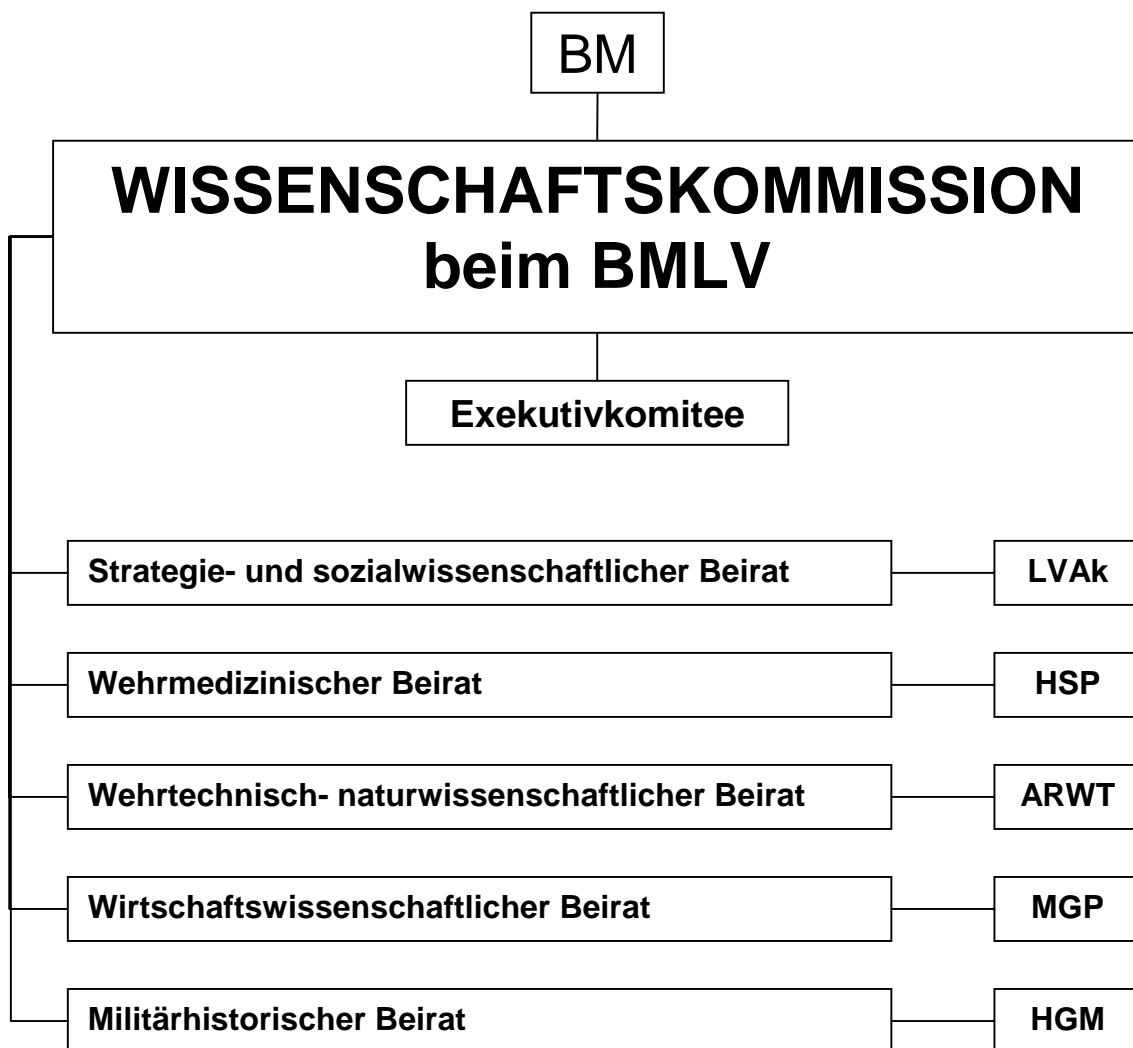 BM
WISSENSCHAFTSKOMMISSION
beim BMLV
Exekutivkomitee
Strategie- und sozialwissenschaftlicher Beirat
LVAk
Wehrmedizinischer Beirat
HSP
Wehrtechnisch- naturwissenschaftlicher Beirat
ARWT
Wirtschaftswissenschaftlicher Beirat
MGP
Militärhistorischer Beirat
HGM